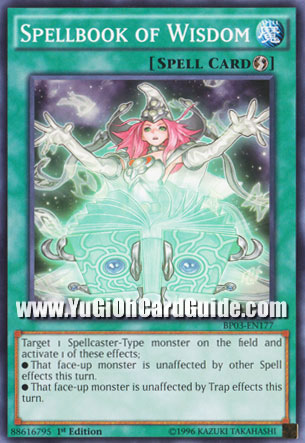 SPELLBOOK OF WISDOM
魔
[SPELL CARD]
www.YuGiOhCardGuide.com
BP03-EN177
Target 1 Spellcaster-Type monster on the field and
activate 1 of these effects;
● That face-up monster is unaffected by other Spell
effects this turn.
● That face-up monster is unaffected by Trap effects this
turn.
88616795 1st Edition ©1996 KAZUKI TAKAHASHI